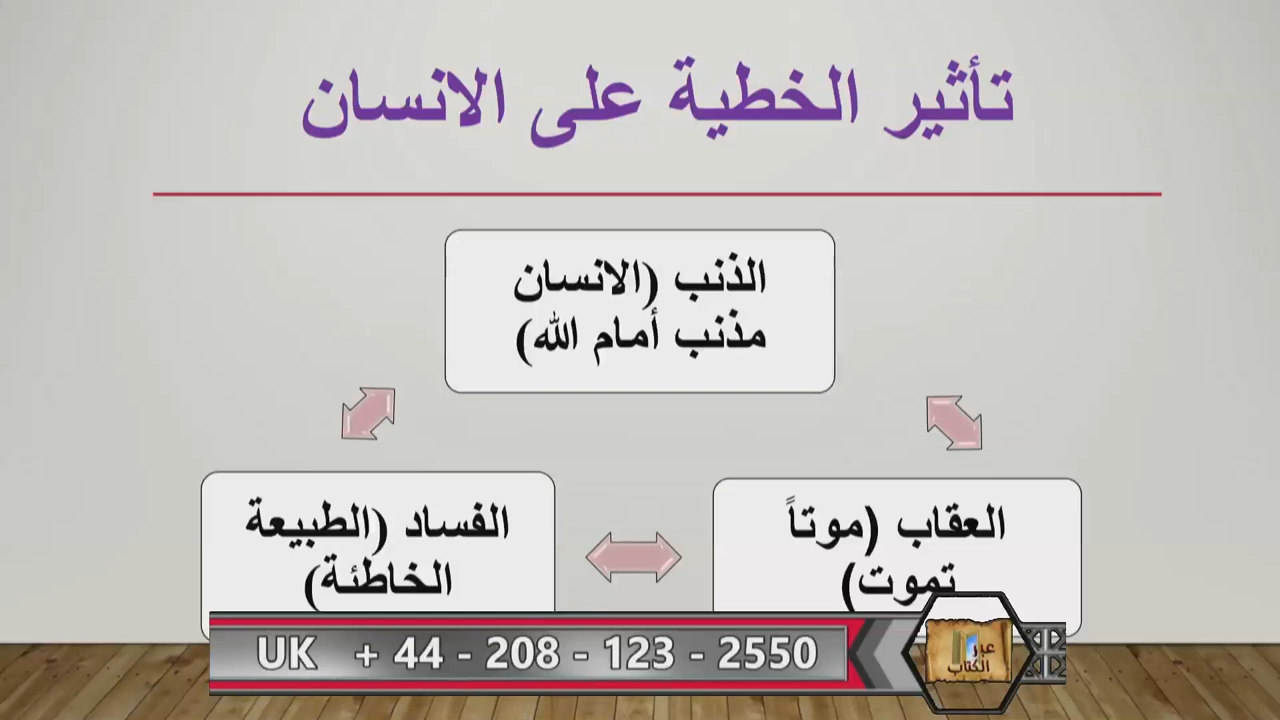 تأثير الخطية على الانسان
الذنب (الانسان
مذنب أمام الله)
العقاب (موتاً
تموت)
الفساد (الطبيعة
الخاطئة)
UK + 44 - 208 - 123 - 2550
عبر
الكتاب